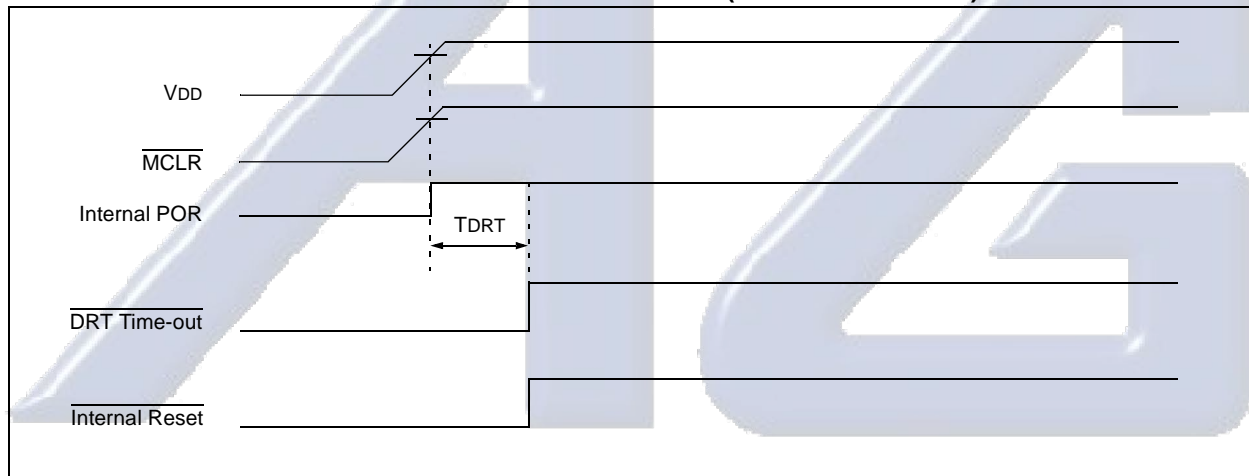 VDD
MCLR
Internal POR
TDRT
DRT Time-out
Internal Reset